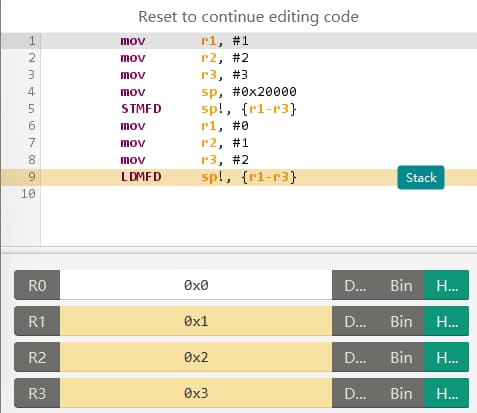 Reset to continue editing code
1 mov r1, #1
2 mov r2, #2
3 mov r3, #3
4 mov sp, #0x20000
5 STMFD sp!, {r1-r3}
6 mov r1, #0
7 mov r2, #1
8 mov r3, #2
9 LDMFD sp!, {r1-r3} Stack
10
R0 0x0 D... Bin H...
R1 0x1 D... Bin H...
R2 0x2 D... Bin H...
R3 0x3 D... Bin H...